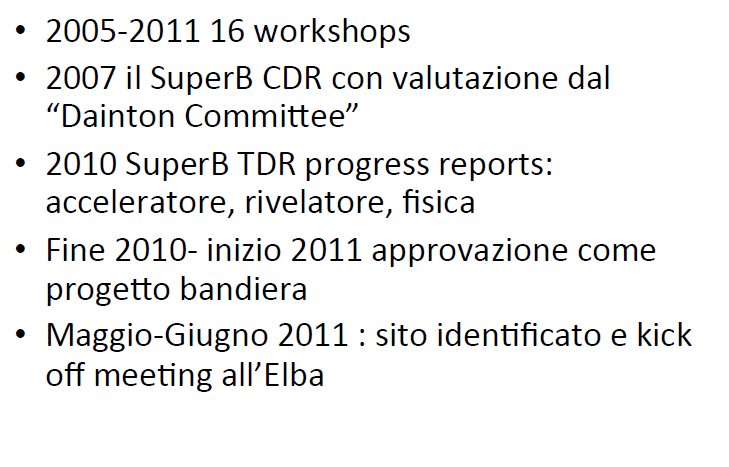 • 2005-2011 16 workshops
• 2007 il SuperB CDR con valutazione dal
“Dainton Committee”
• 2010 SuperB TDR progress reports:
acceleratore, rivelatore, fisica
• Fine 2010- inizio 2011 approvazione come
progetto bandiera
• Maggio-Giugno 2011 : sito identificato e kick
off meeting all’Elba